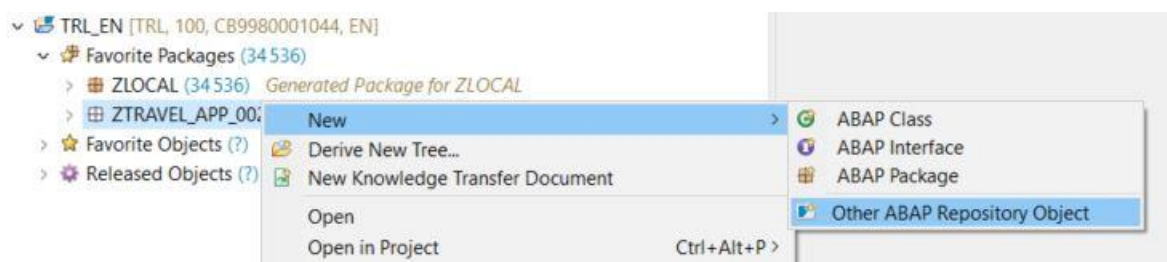 TRL_EN [TRL, 100, CB9980001044, EN]
Favorite Packages (34 536)
ZLOCAL (34 536) Generated Package for ZLOCAL
ZTRAVEL_APP_002
Favorite Objects (?)
Released Objects (?)
New
Derive New Tree...
New Knowledge Transfer Document
Open
Open in Project Ctrl+Alt+P >
ABAP Class
ABAP Interface
ABAP Package
Other ABAP Repository Object